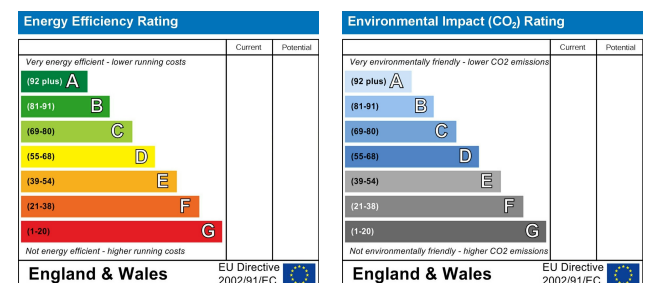 Energy Efficiency Rating
Current Potential
Very energy efficient - lower running costs
(92 plus) A
(81-91) B
(69-80) C
(55-68) D
(39-54) E
(21-38) F
(1-20) G
Not energy efficient - higher running costs
England & Wales
EU Directive
2002/91/EC
Environmental Impact (CO2) Rating
Current Potential
Very environmentally friendly - lower CO2 emissions
(92 plus) A
(81-91) B
(69-80) C
(55-68) D
(39-54) E
(21-38) F
(1-20) G
Not environmentally friendly - higher CO2 emissions
England & Wales
EU Directive
2002/91/EC